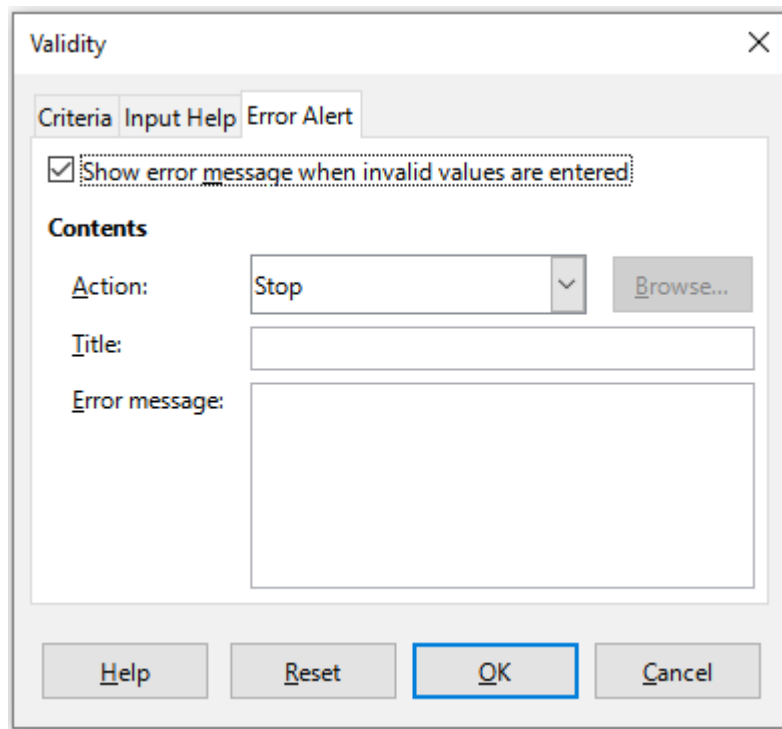 Validity
Criteria Input Help Error Alert
Show error message when invalid values are entered
Contents
Action: Stop Browse...
Title:
Error message:
Help Reset OK Cancel